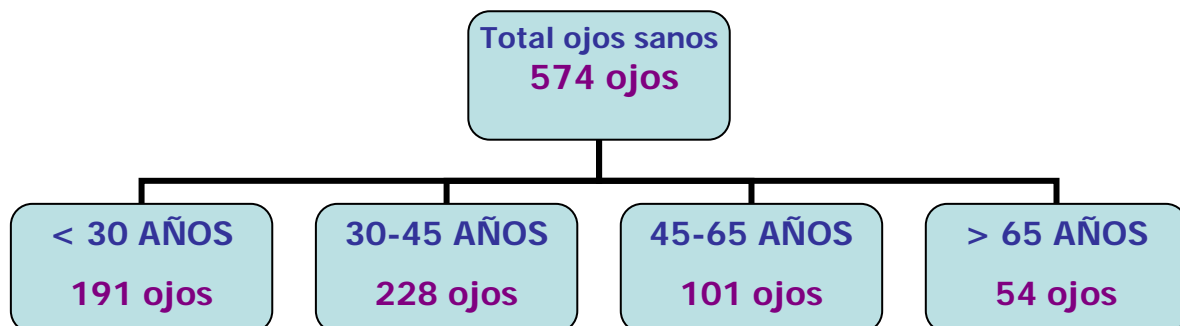 Total ojos sanos
574 ojos
< 30 AÑOS
191 ojos
30-45 AÑOS
228 ojos
45-65 AÑOS
101 ojos
> 65 AÑOS
54 ojos